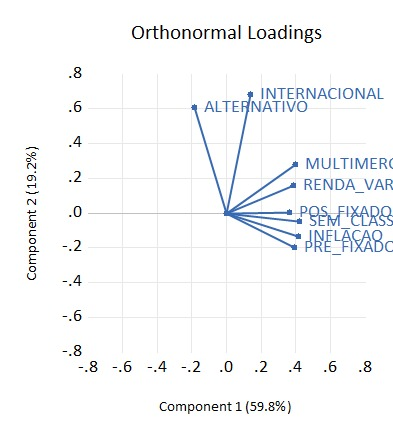 Orthonormal Loadings
.8
.6
.4
.2
.0
-.2
-.4
-.6
-.8
Component 2 (19.2%)
INTERNACIONAL
ALTERNATIVO
MULTIMERC
RENDA_VAR
POS_FIXADO
SEM_CLASS
INFLACAO
PRE_FIXADO
-.8 -.6 -.4 -.2 .0 .2 .4 .6 .8
Component 1 (59.8%)